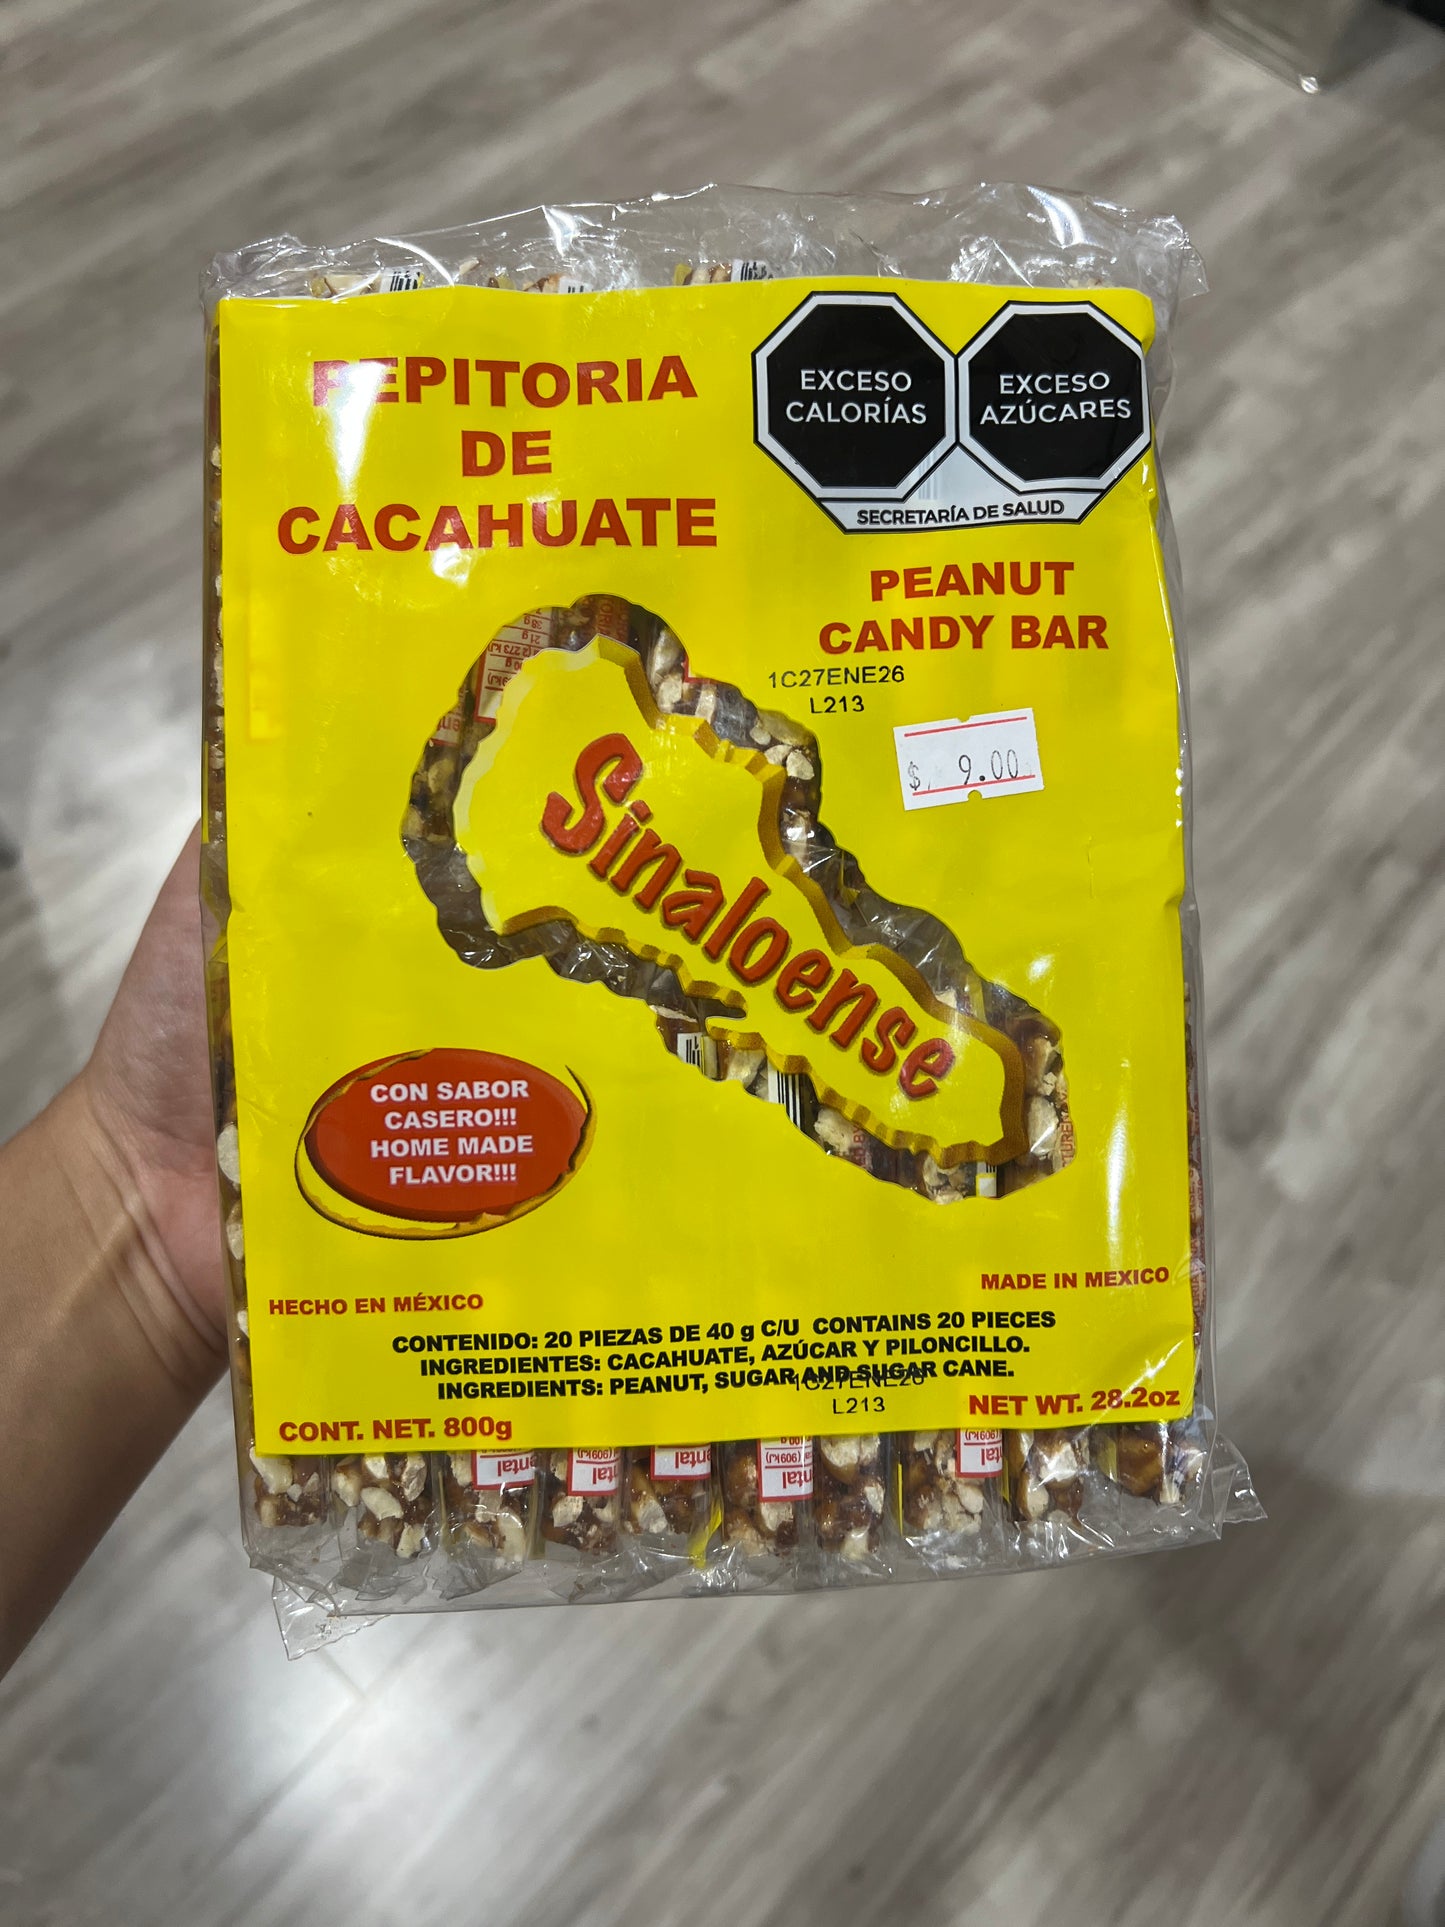 PEPITORIA
DE
CACAHUATE
EXCESO
CALORÍAS
EXCESO
AZÚCARES
SECRETARÍA DE SALUD
PEANUT
CANDY BAR
1C27ENE26
L213
$ 9.00
Sinaloense
CON SABOR
CASERO!!!
HOME MADE
FLAVOR!!!
HECHO EN MÉXICO
MADE IN MEXICO
CONTENIDO: 20 PIEZAS DE 40 g C/U CONTAINS 20 PIECES
INGREDIENTES: CACAHUATE, AZÚCAR Y PILONCILLO.
INGREDIENTS: PEANUT, SUGAR AND SUGAR CANE.
1C27ENE26
L213
CONT. NET. 800g
NET WT. 28.2oz